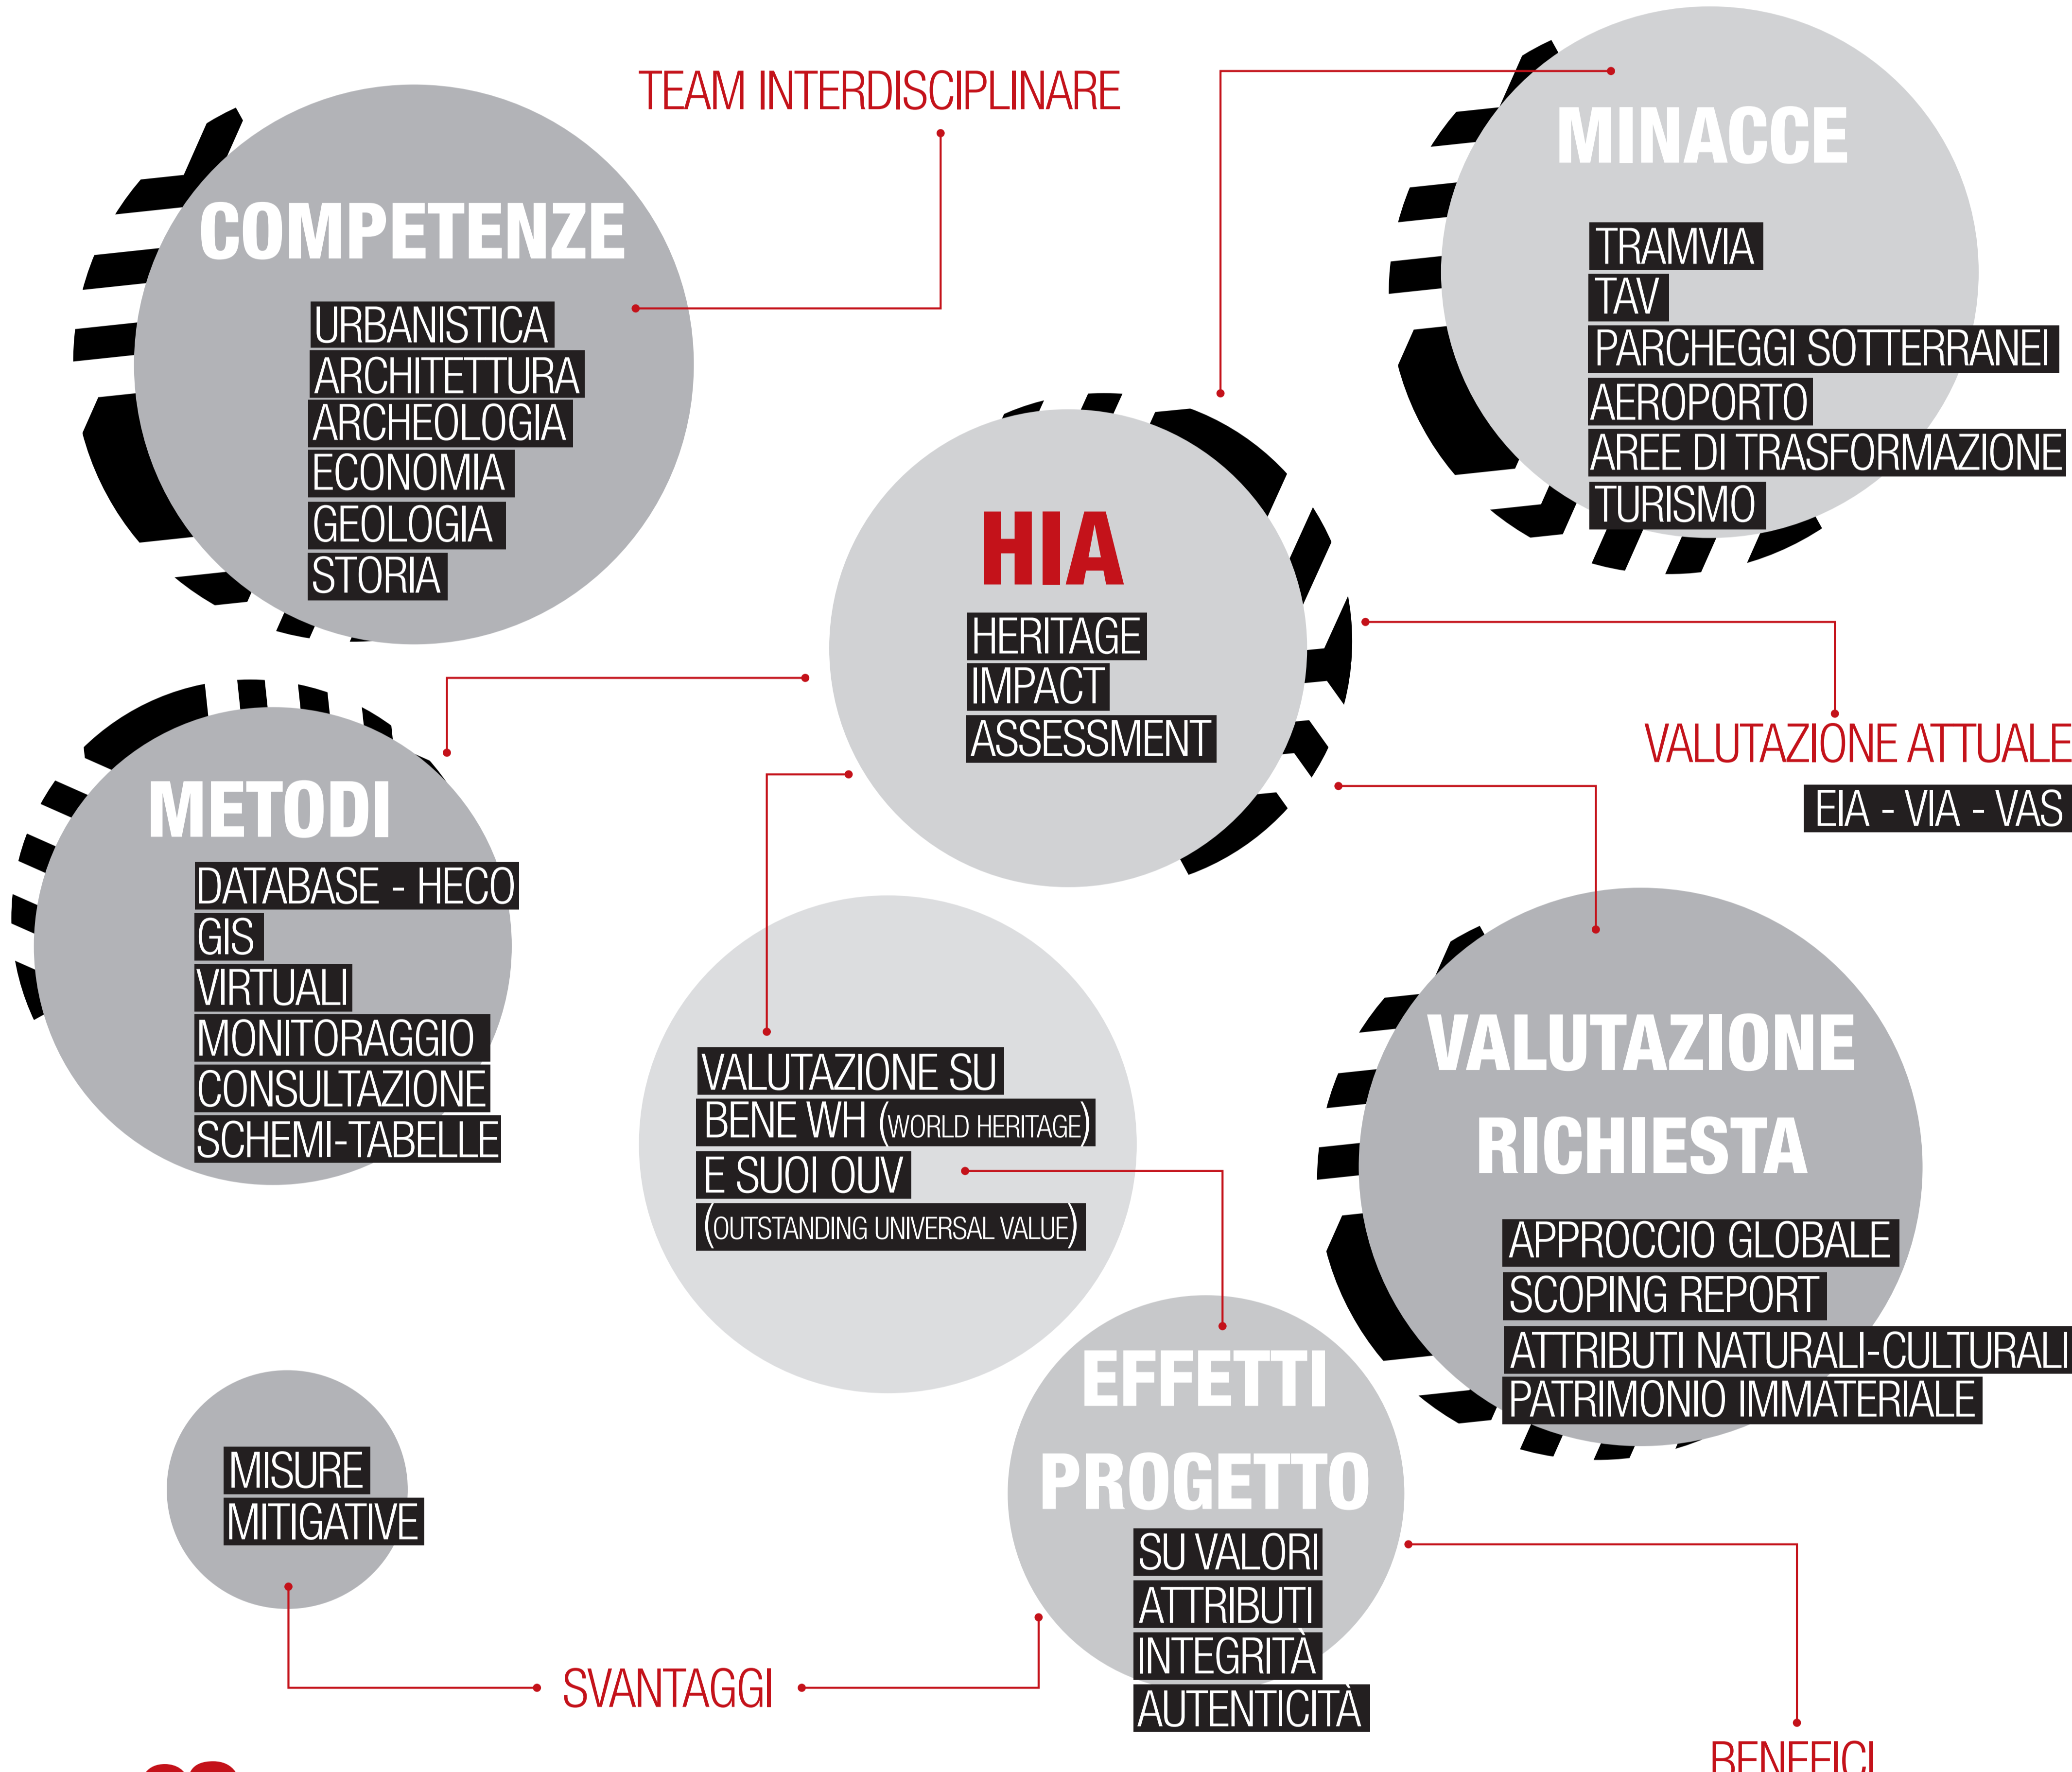 TEAM INTERDISCIPLINARE
COMPETENZE
URBANISTICA
ARCHITETTURA
ARCHEOLOGIA
ECONOMIA
GEOLOGIA
STORIA
MINACCE
TRAMVIA
TAV
PARCHEGGI SOTTERRANEI
AEROPORTO
AREE DI TRASFORMAZIONE
TURISMO
HIA
HERITAGE
IMPACT
ASSESSMENT
VALUTAZIONE ATTUALE
EIA - VIA - VAS
METODI
DATABASE - HECO
GIS
VIRTUALI
MONITORAGGIO
CONSULTAZIONE
SCHEMI-TABELLE
VALUTAZIONE SU
BENE WH (WORLD HERITAGE)
E SUOI OUV
(OUTSTANDING UNIVERSAL VALUE)
VALUTAZIONE
RICHIESTA
APPROCCIO GLOBALE
SCOPING REPORT
ATTRIBUTI NATURALI-CULTURALI
PATRIMONIO IMMATERIALE
EFFETTI
PROGETTO
SU VALORI
ATTRIBUTI
INTEGRITÀ
AUTENTICITÀ
MISURE
MITIGATIVE
SVANTAGGI
BENEFICI